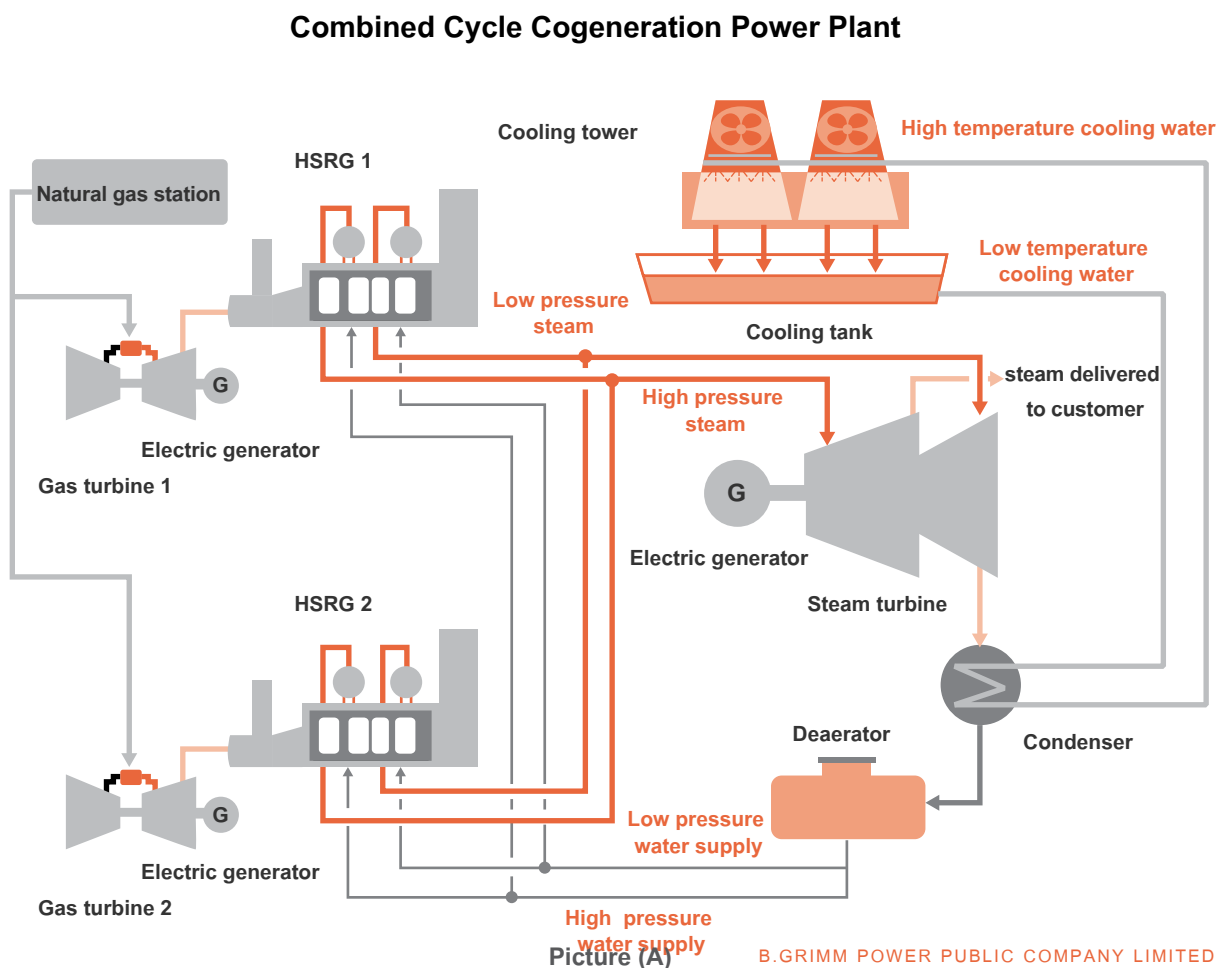 Combined Cycle Cogeneration Power Plant
Cooling tower
High temperature cooling water
HSRG 1
Natural gas station
Low temperature
cooling water
Low pressure
steam
Cooling tank
steam delivered
to customer
High pressure
steam
G
Electric generator
Gas turbine 1
G
Electric generator
Steam turbine
HSRG 2
Deaerator
Condenser
G
Low pressure
water supply
Electric generator
Gas turbine 2
High pressure
water supply
Picture (A)
B.GRIMM POWER PUBLIC COMPANY LIMITED